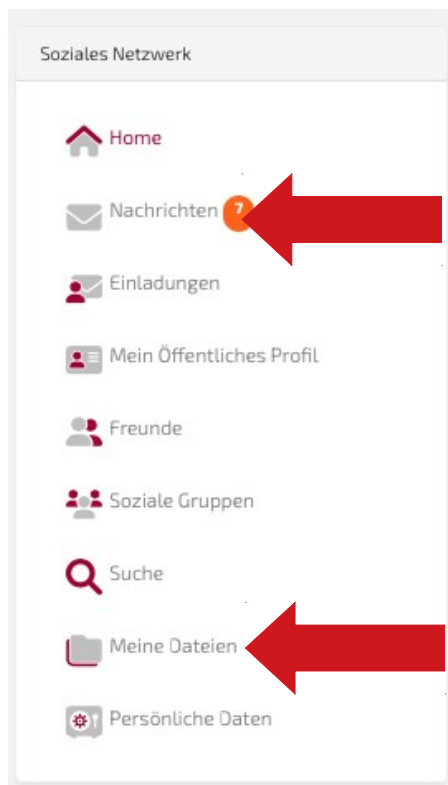 Soziales Netzwerk
Home
Nachrichten 7
Einladungen
Mein Öffentliches Profil
Freunde
Soziale Gruppen
Suche
Meine Dateien
Persönliche Daten